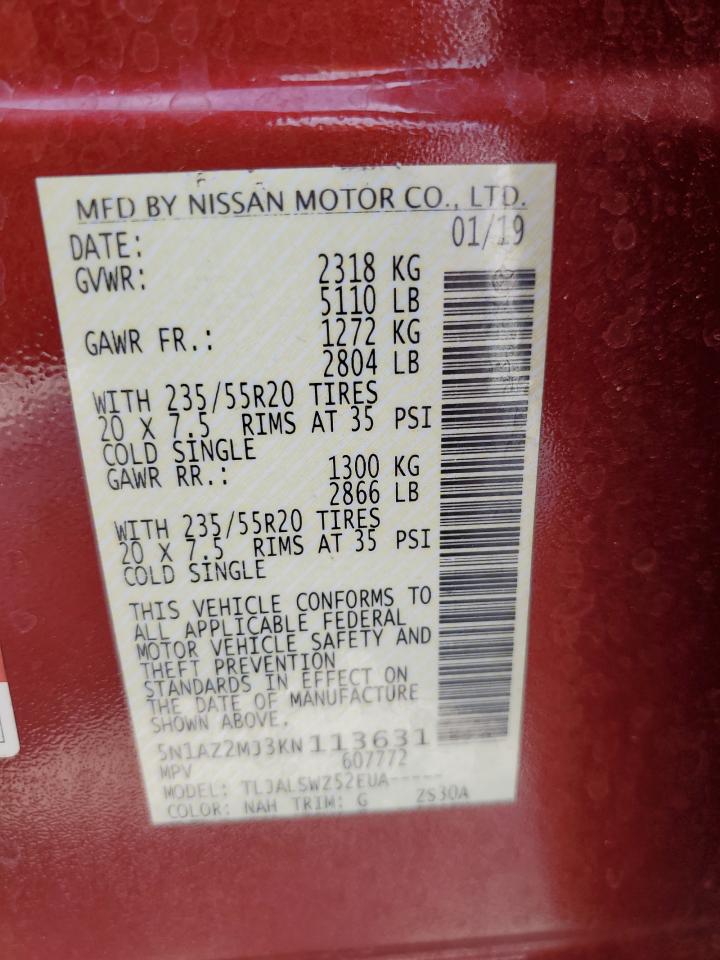 MFD BY NISSAN MOTOR CO., LTD.
DATE: 01/19
GVWR: 2318 KG
5110 LB
GAWR FR.: 1272 KG
2804 LB
WITH 235/55R20 TIRES
20 X 7.5 RIMS AT 35 PSI
COLD SINGLE
GAWR RR.: 1300 KG
2866 LB
WITH 235/55R20 TIRES
20 X 7.5 RIMS AT 35 PSI
COLD SINGLE
THIS VEHICLE CONFORMS TO
ALL APPLICABLE FEDERAL
MOTOR VEHICLE SAFETY AND
THEFT PREVENTION
STANDARDS IN EFFECT ON
THE DATE OF MANUFACTURE
SHOWN ABOVE.
5N1AZ2MJ3KN113631
MPV 607772
MODEL: TLJALSWZ52EUA-----
COLOR: NAH TRIM: G ZS30A